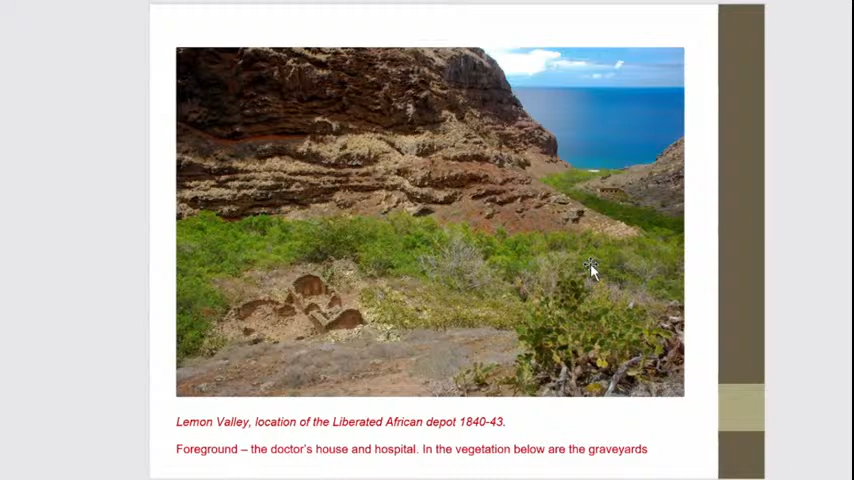 Lemon Valley, location of the Liberated African depot 1840-43.
Foreground – the doctor's house and hospital. In the vegetation below are the graveyards